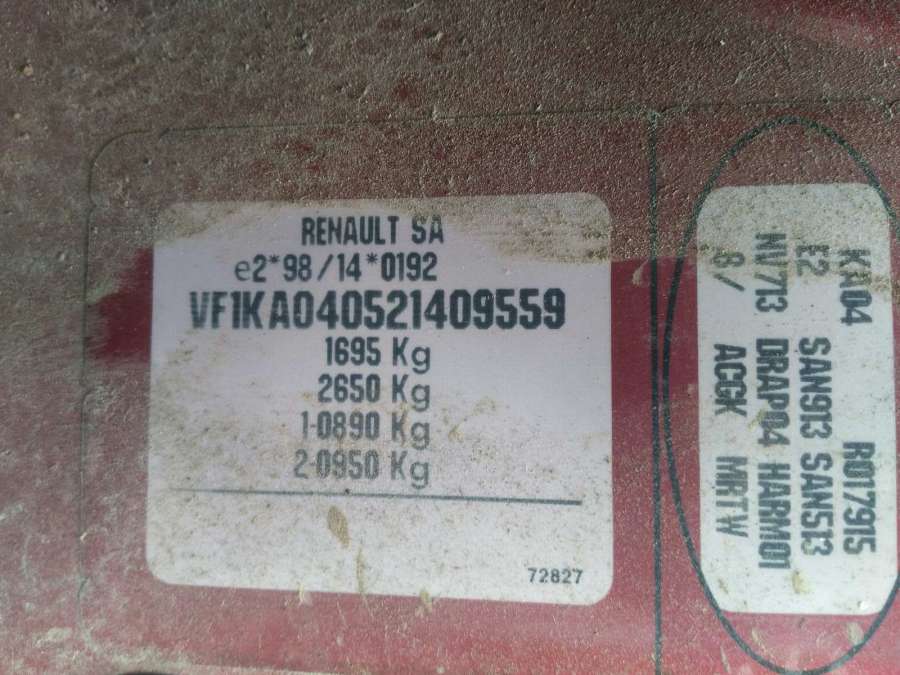 RENAULT SA
e2*98/14*0192
VF1KA040521409559
1695 Kg
2650 Kg
1-0890 Kg
2-0950 Kg
72827
KA04 R017915
E2 SAN913 SAN513
NV713 DRAP04 HARM01
6/ ACCK MRTW